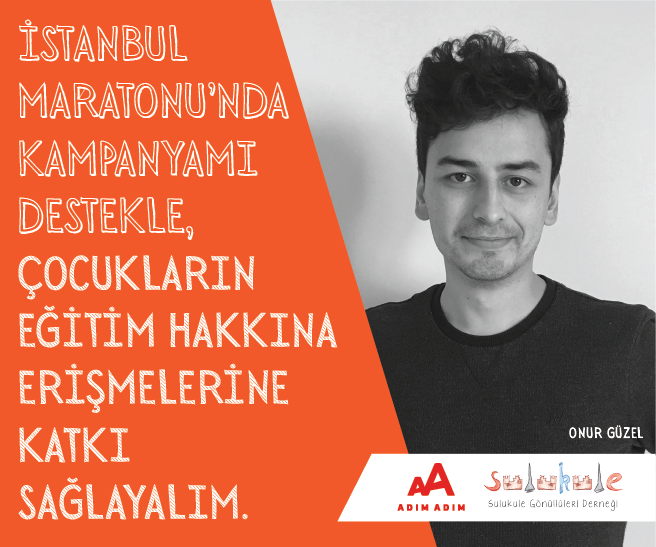 İSTANBUL
MARATONU'NDA
KAMPANYAMI
DESTEKLE,
ÇOCUKLARIN
EĞİTİM HAKKINA
ERİŞMELERİNE
KATKI
SAĞLAYALIM.
ONUR GÜZEL
AA
ADIM ADIM
Sulukule
Sulukule Gönüllüleri Derneği